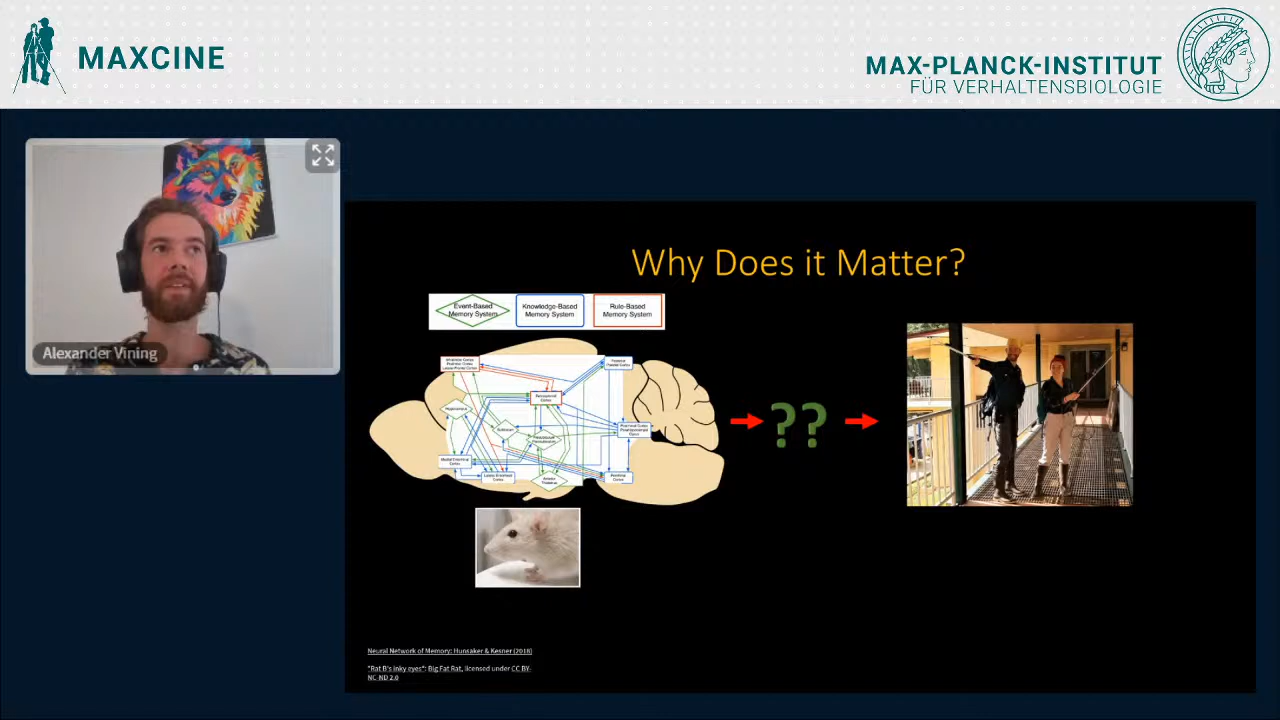 MAXCINE
MAX-PLANCK-INSTITUT
FÜR VERHALTENSBIOLOGIE
Alexander Vining
Why Does it Matter?
Event-Based
Memory System
Knowledge-Based
Memory System
Rule-Based
Memory System
??
Neural Network of Memory: Hunsaker & Kesner (2018)
"Rat B's inky eyes": Big Fat Rat, licensed under CC BY-
NC-ND 2.0